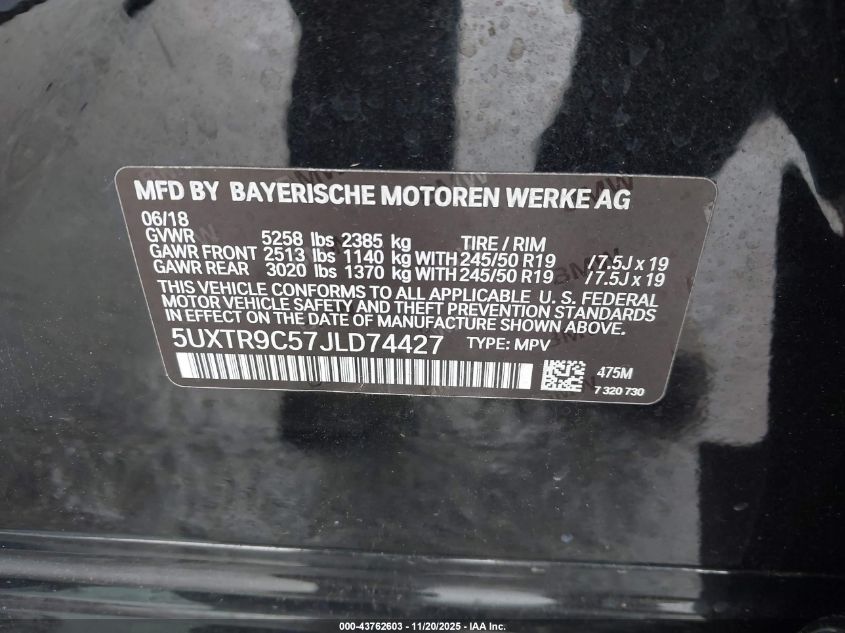 MFD BY BAYERISCHE MOTOREN WERKE AG
06/18
GVWR 5258 lbs 2385 kg TIRE / RIM
GAWR FRONT 2513 lbs 1140 kg WITH 245/50 R19 / 7.5J x 19
GAWR REAR 3020 lbs 1370 kg WITH 245/50 R19 / 7.5J x 19
THIS VEHICLE CONFORMS TO ALL APPLICABLE U. S. FEDERAL
MOTOR VEHICLE SAFETY AND THEFT PREVENTION STANDARDS
IN EFFECT ON THE DATE OF MANUFACTURE SHOWN ABOVE.
5UXTR9C57JLD74427 TYPE: MPV
475M
7 320 730
000-43762603 - 11/20/2025 - IAA Inc.